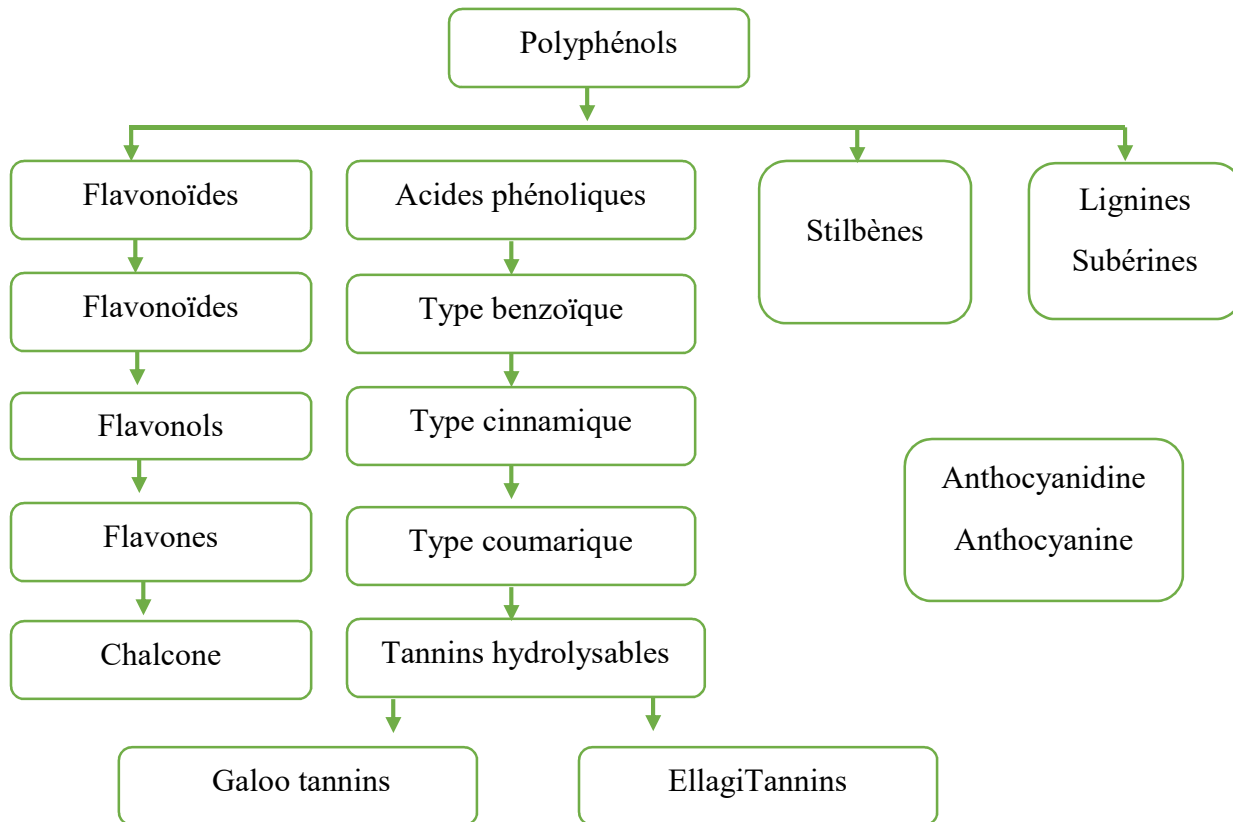 Polyphénols
Flavonoïdes
Acides phénoliques
Stilbènes
Lignines
Subérines
Flavonoïdes
Type benzoïque
Flavonols
Type cinnamique
Anthocyanidine
Anthocyanine
Flavones
Type coumarique
Chalcone
Tannins hydrolysables
Galoo tannins
EllagiTannins